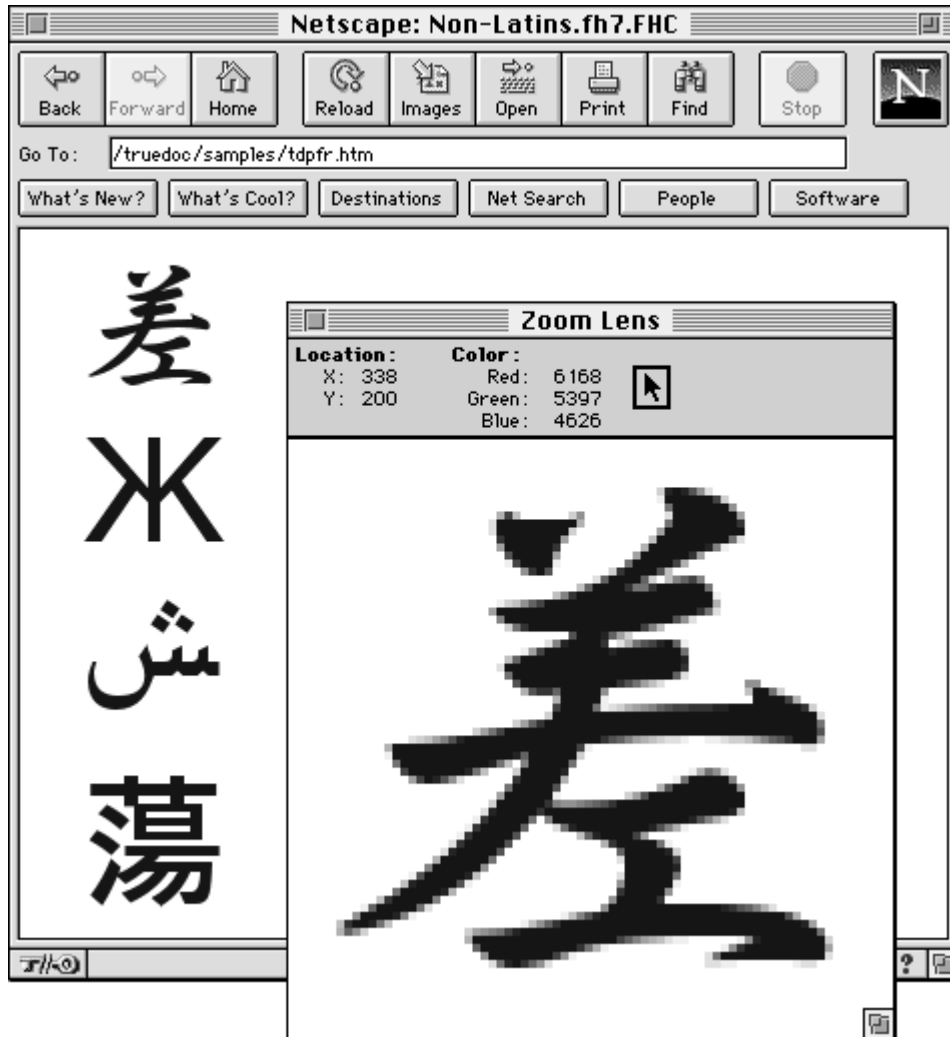 Netscape: Non-Latins.fh7.FHC
Back Forward Home Reload Images Open Print Find Stop N
Go To: /truedoc/samples/tdpfr.htm
What's New? What's Cool? Destinations Net Search People Software
差
Ж
ش
蕩
Zoom Lens
Location: Color:
X: 338 Red: 6168
Y: 200 Green: 5397
Blue: 4626
差
?